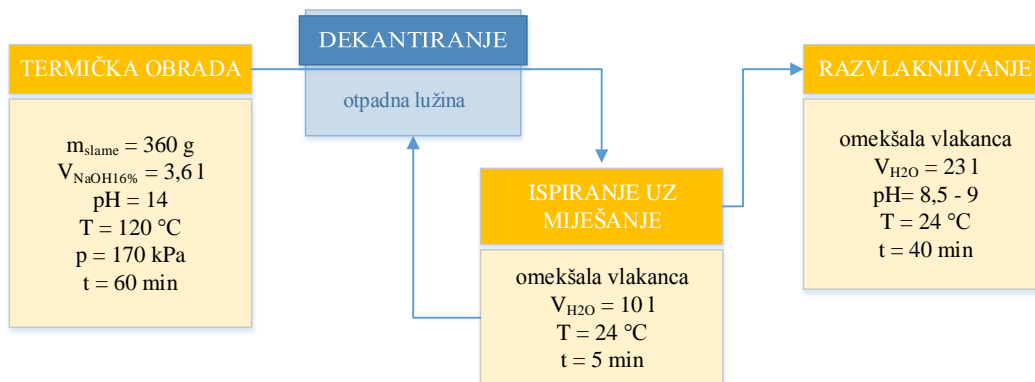 TERMIČKA OBRADA
m_slame = 360 g
V_NaOH16% = 3,6 l
pH = 14
T = 120 °C
p = 170 kPa
t = 60 min
DEKANTIRANJE
otpadna lužina
ISPIRANJE UZ
MIJEŠANJE
omekšala vlakanca
V_H2O = 10 l
T = 24 °C
t = 5 min
RAZVLAKNJIVANJE
omekšala vlakanca
V_H2O = 23 l
pH= 8,5 - 9
T = 24 °C
t = 40 min